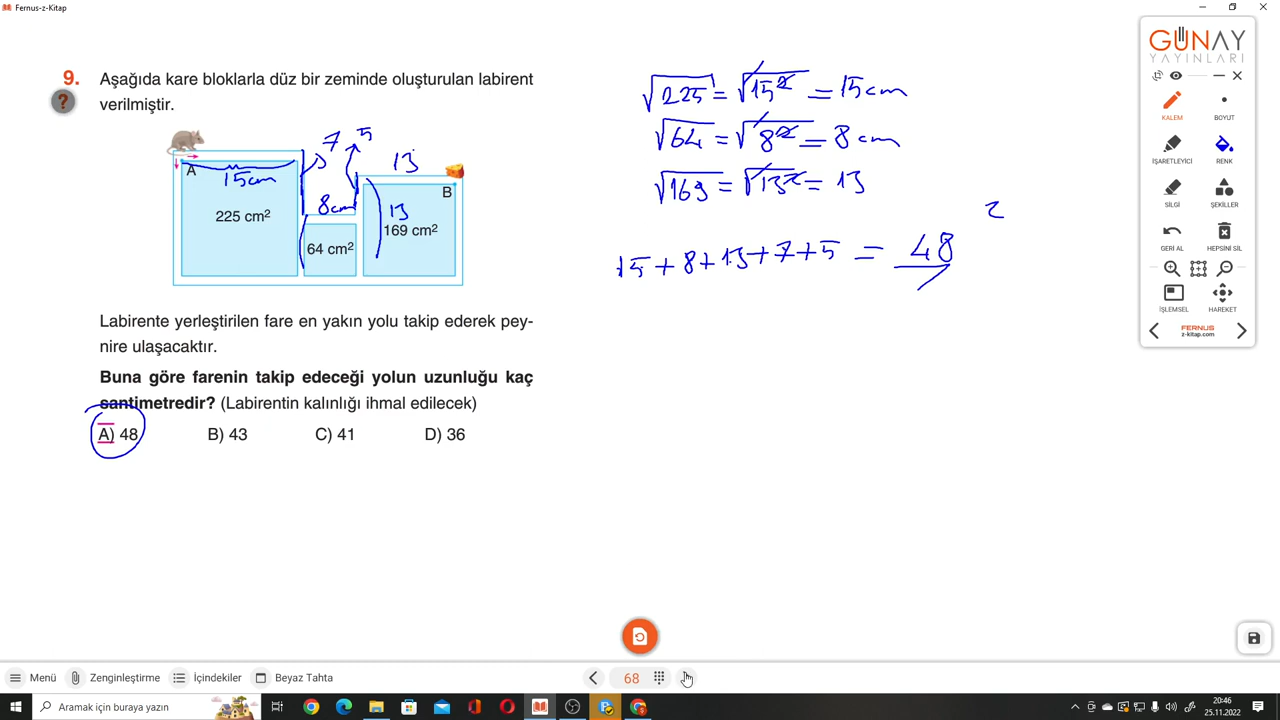 Fernus-z-Kitap
9. Aşağıda kare bloklarla düz bir zeminde oluşturulan labirent
verilmiştir.
?
7 5
13
A
15cm
225 cm²
8cm
64 cm²
B
13
169 cm²
√225 = √15² = 15cm
√64 = √8² = 8cm
√169 = √13² = 13
15 + 8 + 13 + 7 + 5 = 48
2
Labirente yerleştirilen fare en yakın yolu takip ederek pey-
nire ulaşacaktır.
Buna göre farenin takip edeceği yolun uzunluğu kaç
santimetredir? (Labirentin kalınlığı ihmal edilecek)
A) 48 B) 43 C) 41 D) 36
GÜNAY
YAYINLARI
KALEM BOYUT
İŞARETLEYİCİ RENK
SİLGİ ŞEKİLLER
GERİ AL HEPSİNİ SİL
İŞLEMSEL HAREKET
FERNUS
z-kitap.com
Menü Zenginleştirme İçindekiler Beyaz Tahta 68
Aramak için buraya yazın
20:46
25.11.2022